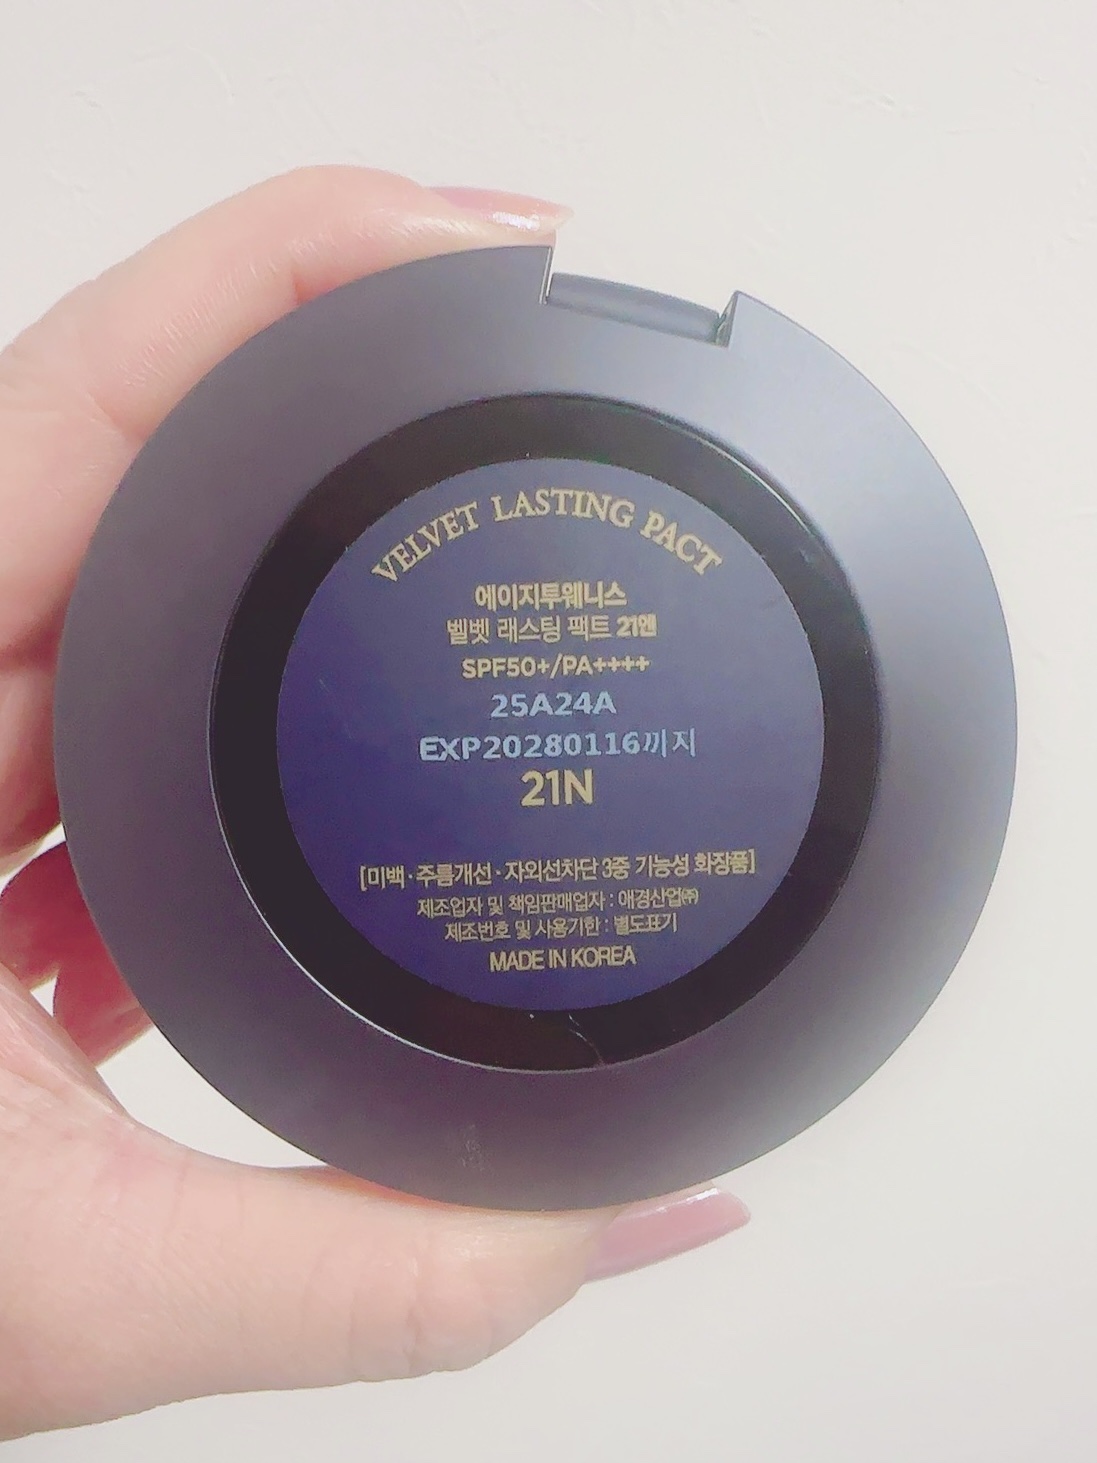 VELVET LASTING PACT
에이지투웨니스
벨벳 래스팅 팩트 21엔
SPF50+/PA++++
25A24A
EXP20280116까지
21N
[미백·주름개선·자외선차단 3중 기능성 화장품]
제조업자 및 책임판매업자 : 애경산업㈜
제조번호 및 사용기한 : 별도표기
MADE IN KOREA